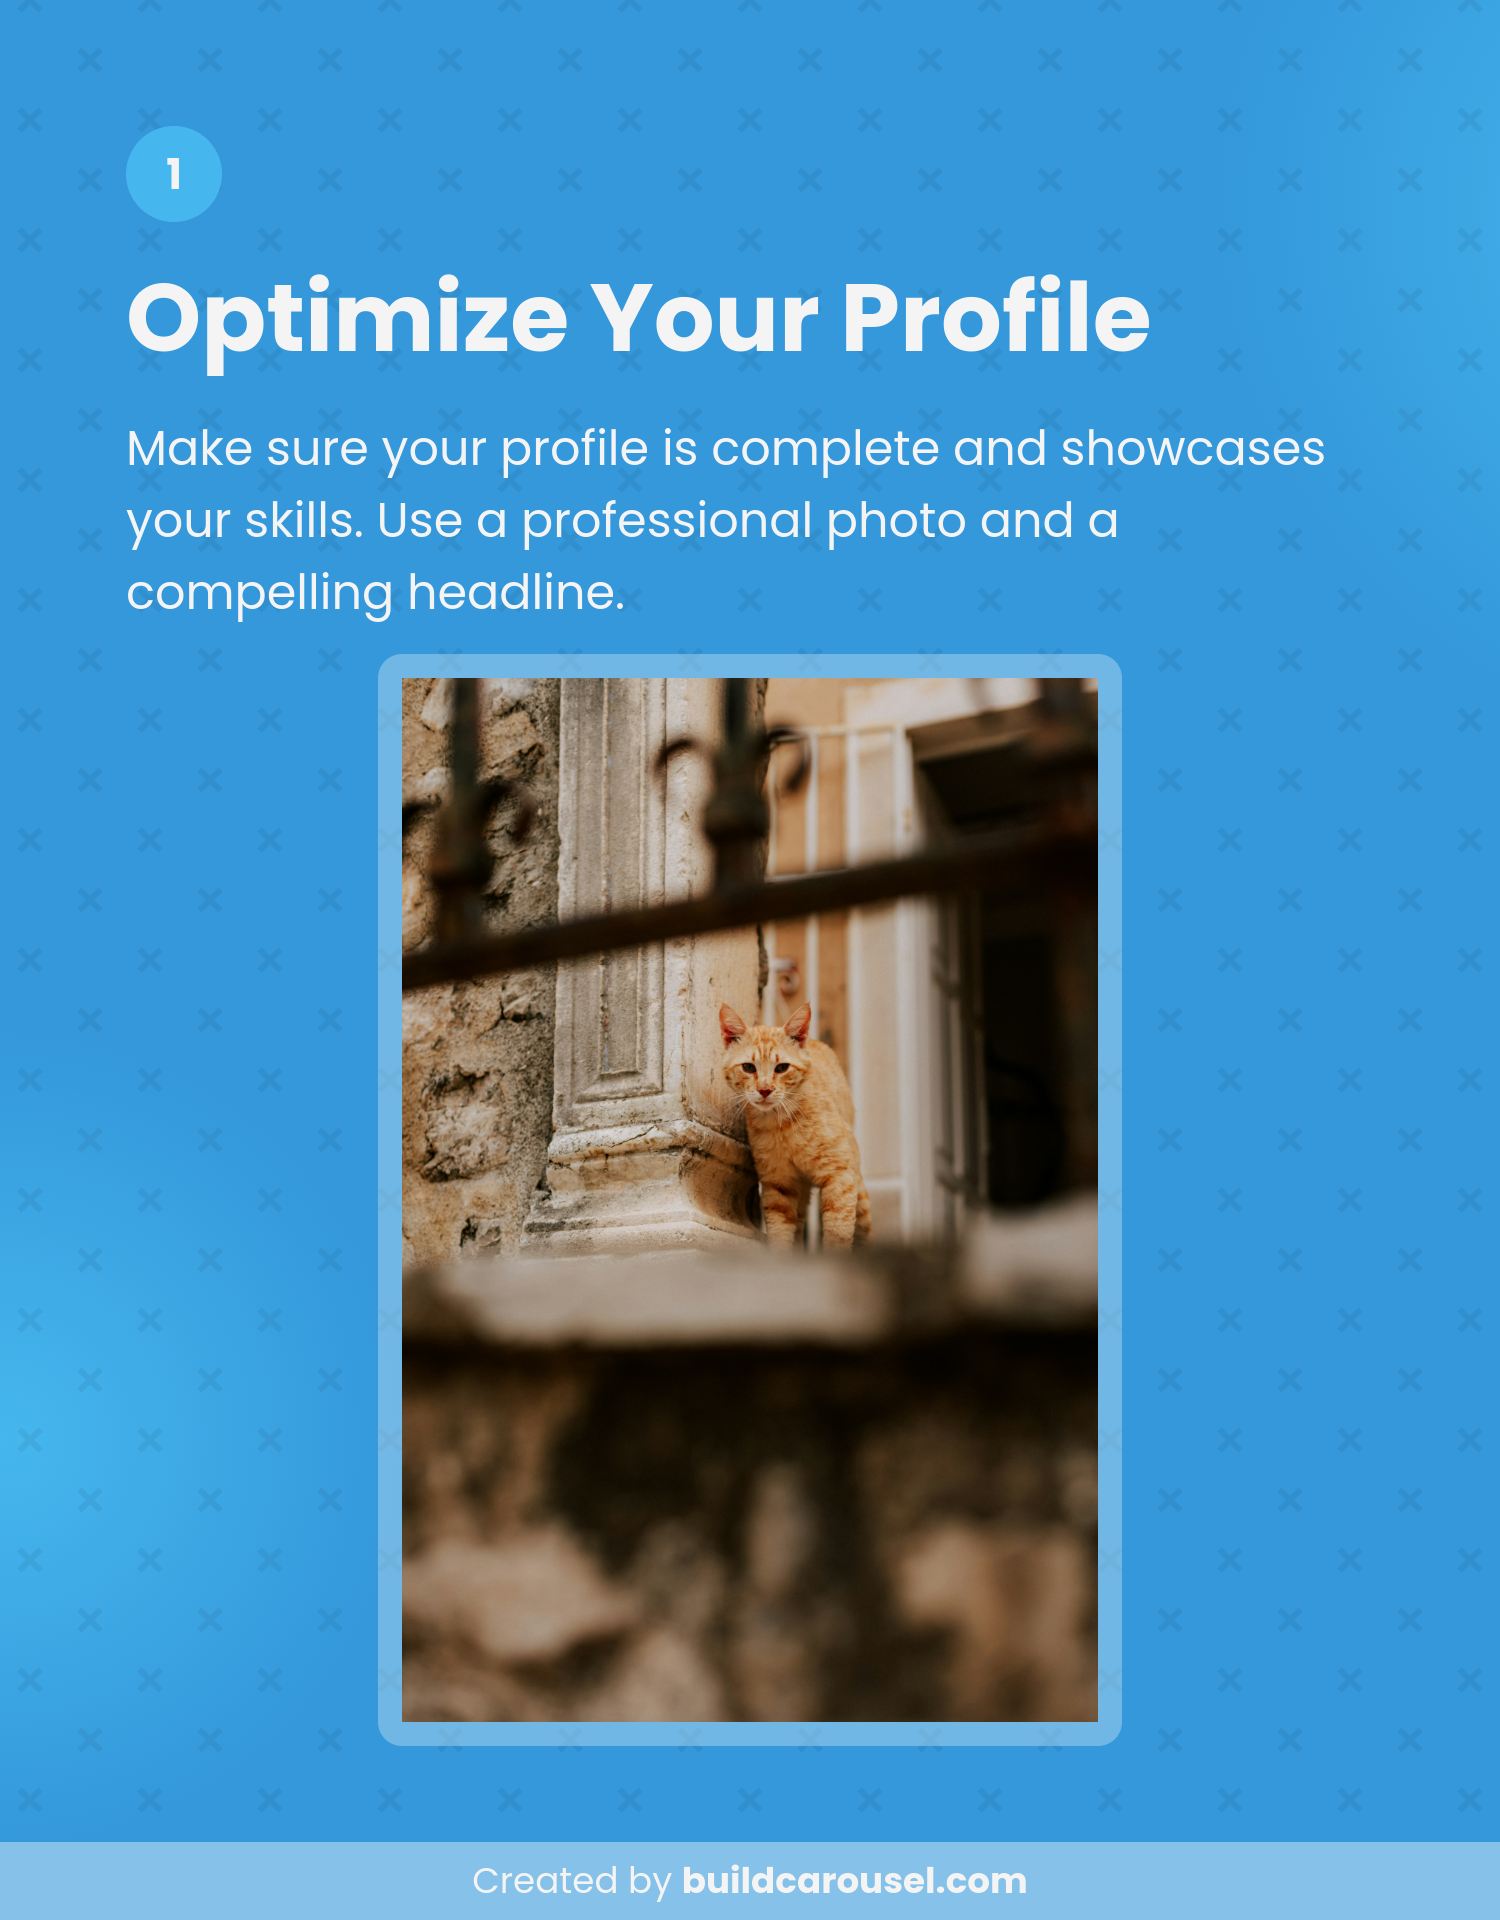 1
Optimize Your Profile
Make sure your profile is complete and showcases
your skills. Use a professional photo and a
compelling headline.
Created by buildcarousel.com